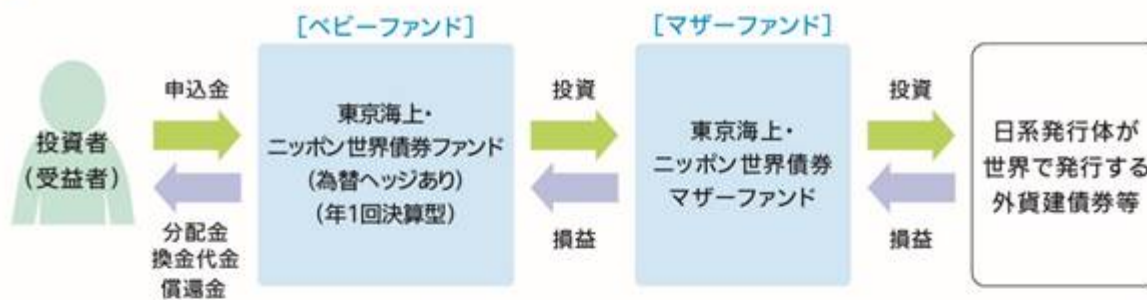 [ベビーファンド]
[マザーファンド]
投資者
(受益者)
申込金
分配金
換金代金
償還金
東京海上・
ニッポン世界債券ファンド
(為替ヘッジあり)
(年1回決算型)
投資
損益
東京海上・
ニッポン世界債券
マザーファンド
投資
損益
日系発行体が
世界で発行する
外貨建債券等